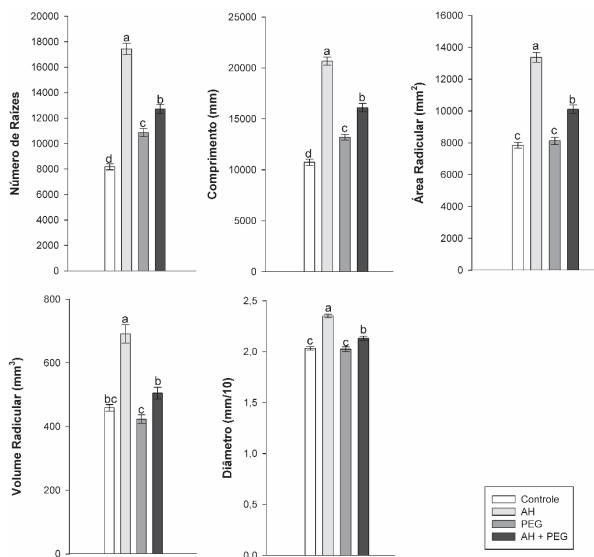 Número de Raízes
20000
18000
16000
14000
12000
10000
8000
6000
4000
2000
0
d
a
c
b
Comprimento (mm)
25000
20000
15000
10000
5000
0
d
a
c
b
Área Radicular (mm²)
16000
14000
12000
10000
8000
6000
4000
2000
0
c
a
c
b
Volume Radicular (mm³)
800
600
400
200
0
bc
a
c
b
Diâmetro (mm/10)
2,5
2,0
1,5
1,0
0,5
0,0
c
a
c
b
Controle
AH
PEG
AH + PEG